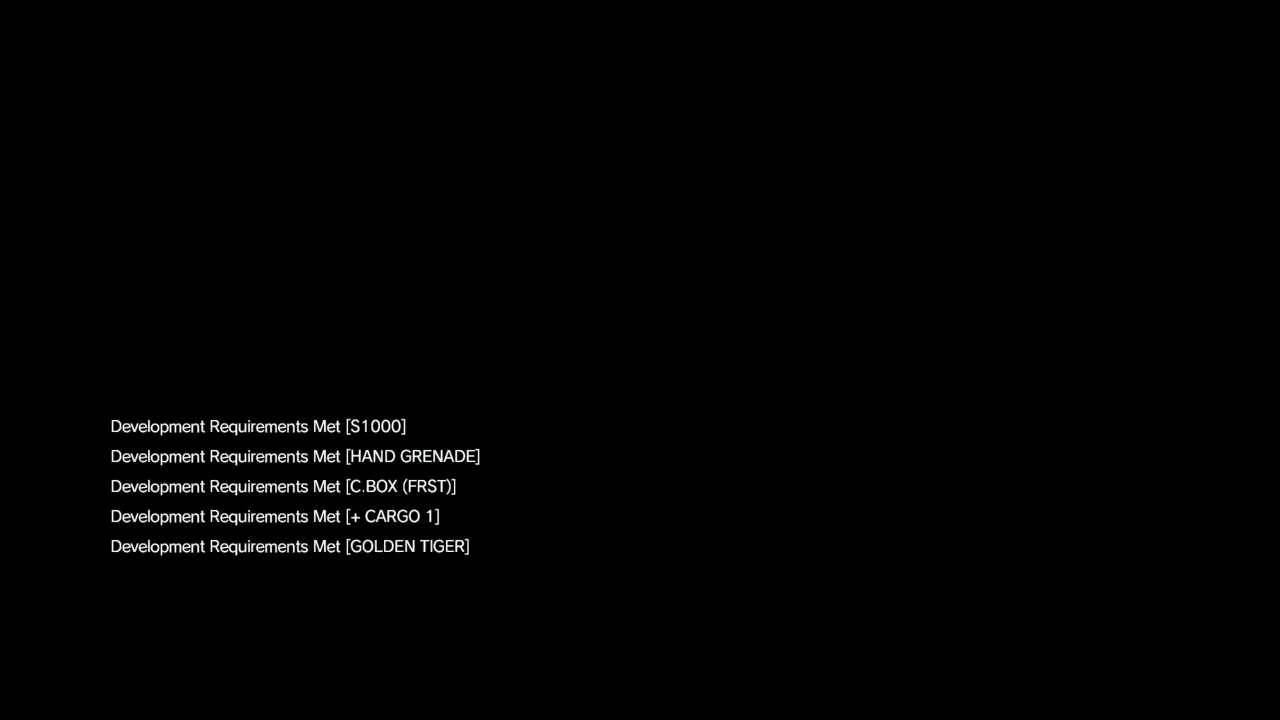 Development Requirements Met [S1000]
Development Requirements Met [HAND GRENADE]
Development Requirements Met [C.BOX (FRST)]
Development Requirements Met [+ CARGO 1]
Development Requirements Met [GOLDEN TIGER]